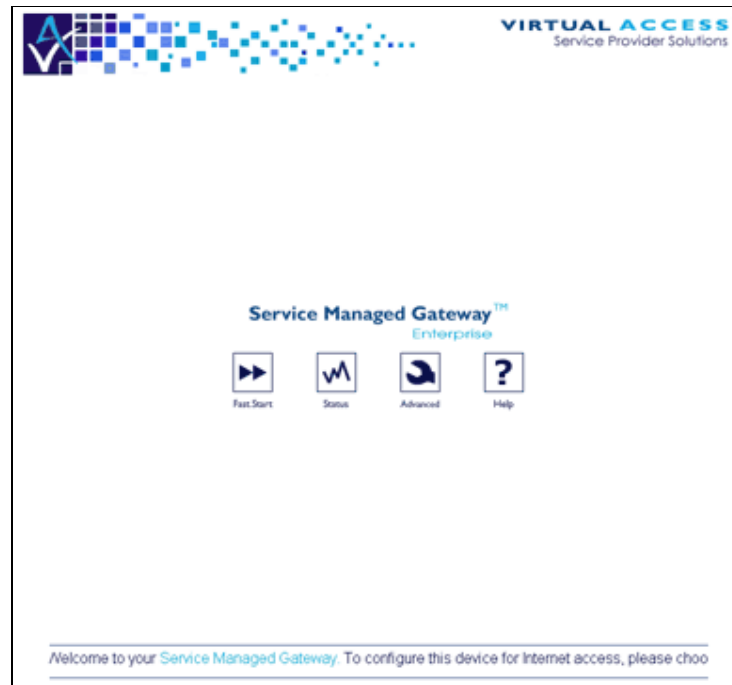 VIRTUAL ACCESS
Service Provider Solutions
Service Managed Gateway™
Enterprise
Fast.Start
Status
Advanced
Help
?
Welcome to your Service Managed Gateway. To configure this device for Internet access, please choo